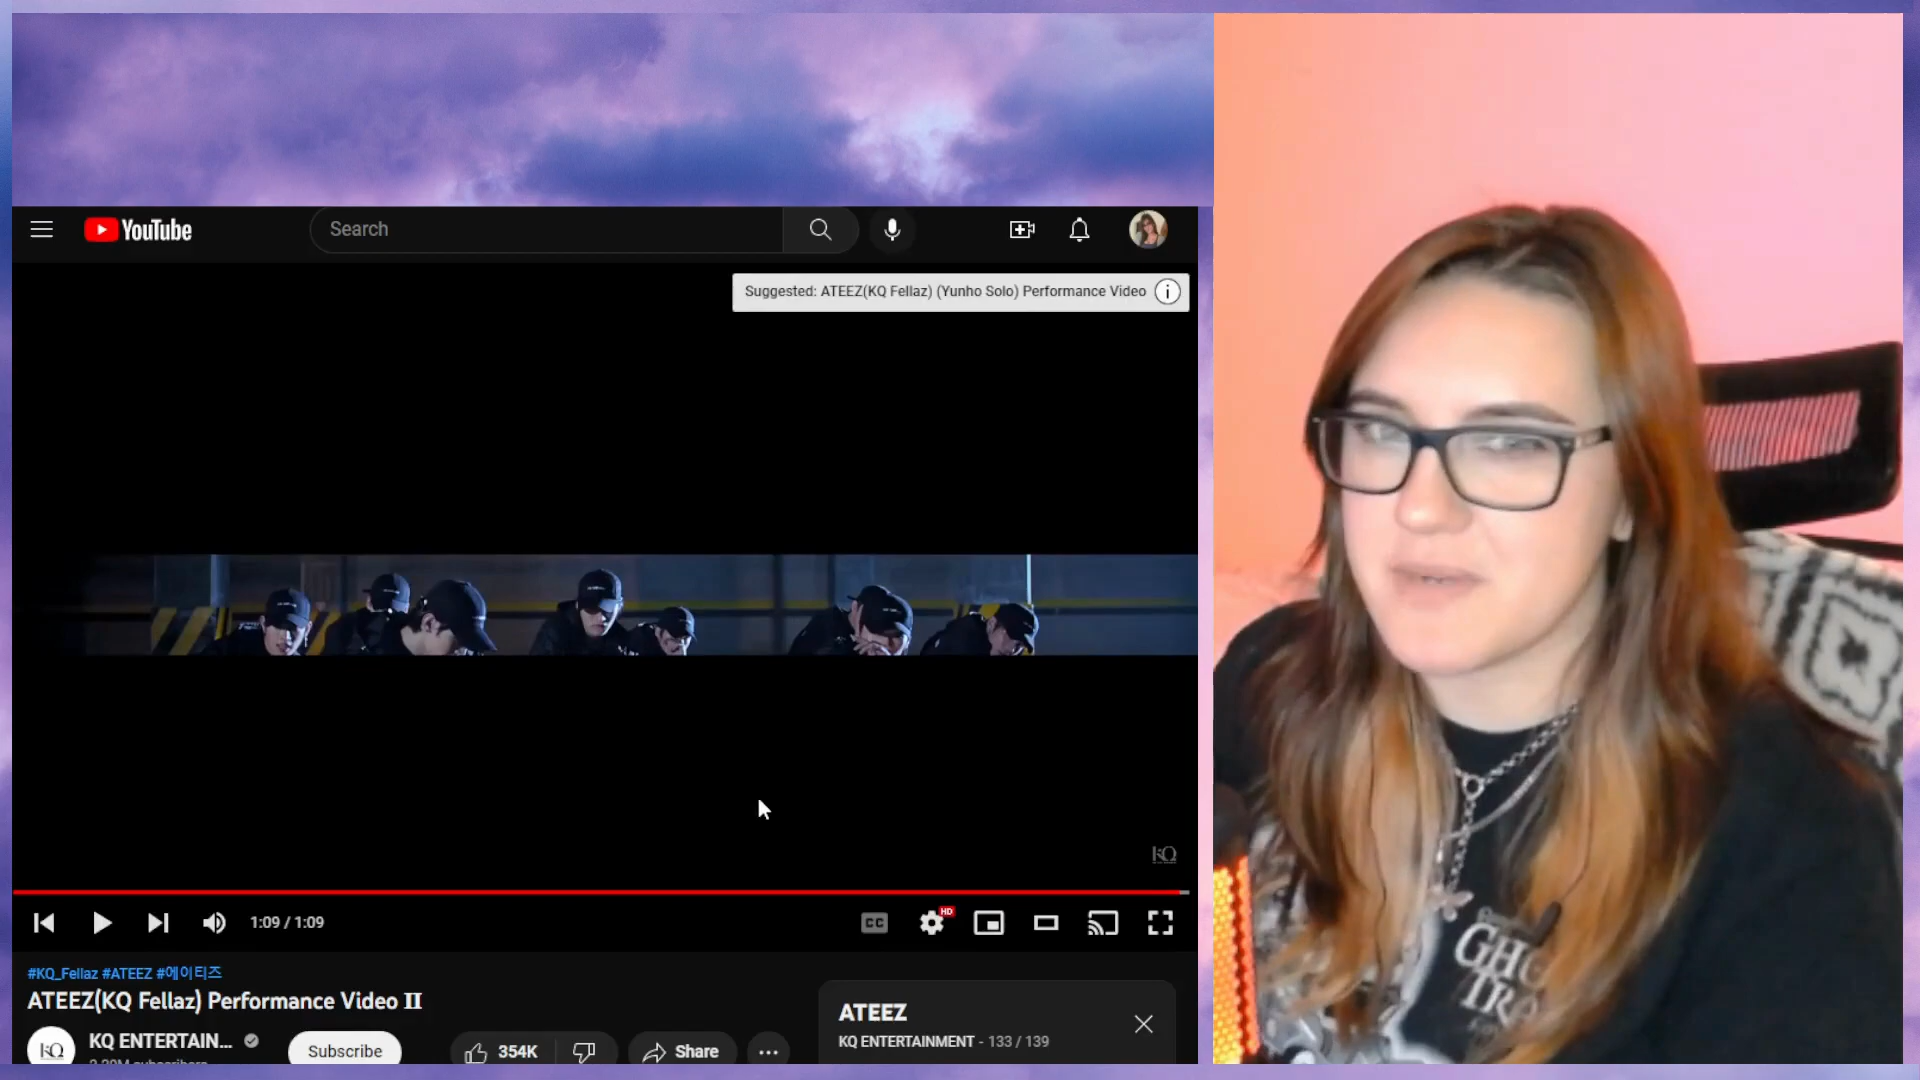 YouTube
Search
Suggested: ATEEZ(KQ Fellaz) (Yunho Solo) Performance Video
KQ
1:09 / 1:09
CC
HD
#KQ_Fellaz #ATEEZ #에이티즈
ATEEZ(KQ Fellaz) Performance Video II
KQ
KQ ENTERTAIN...
Subscribe
354K
Share
ATEEZ
KQ ENTERTAINMENT - 133 / 139